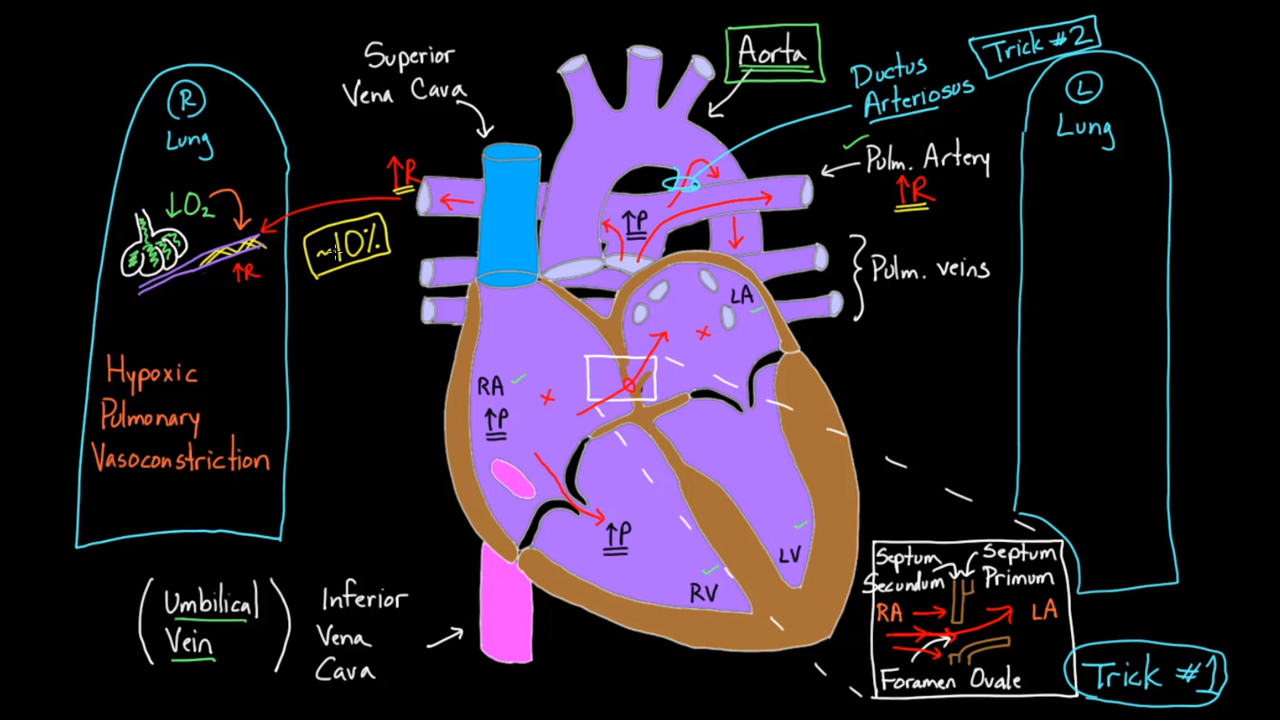 Superior
Vena Cava
Aorta
Ductus
Arteriosus
Trick #2
R
Lung
L
Lung
↓O₂
↑R
↑R
~10%
Pulm. Artery
↑R
Pulm. veins
↑P
LA
RA
↑P
↑P
LV
RV
Hypoxic
Pulmonary
Vasoconstriction
(Umbilical
Vein)
Inferior
Vena
Cava
Septum
Secundum
Septum
Primum
RA
LA
Foramen Ovale
Trick #1